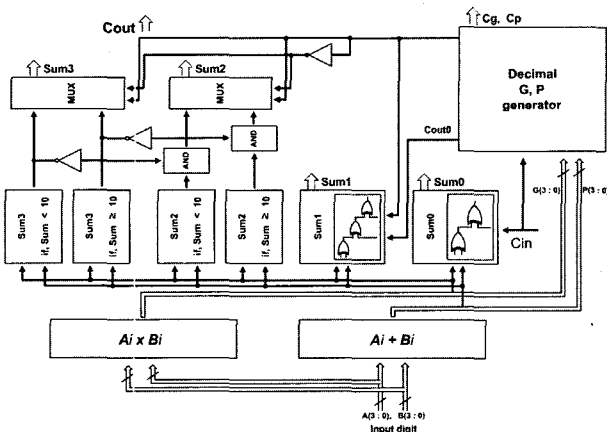 Cout
Cg, Cp
Sum3
Sum2
MUX
MUX
Decimal
G, P
generator
AND
AND
Cout0
Sum1
Sum0
G(3 : 0)
P(3 : 0)
Sum3
if, Sum < 10
Sum3
if, Sum ≥ 10
Sum2
if, Sum < 10
Sum2
if, Sum ≥ 10
Sum1
Sum0
Cin
Ai x Bi
Ai + Bi
A(3 : 0), B(3 : 0)
Input digit